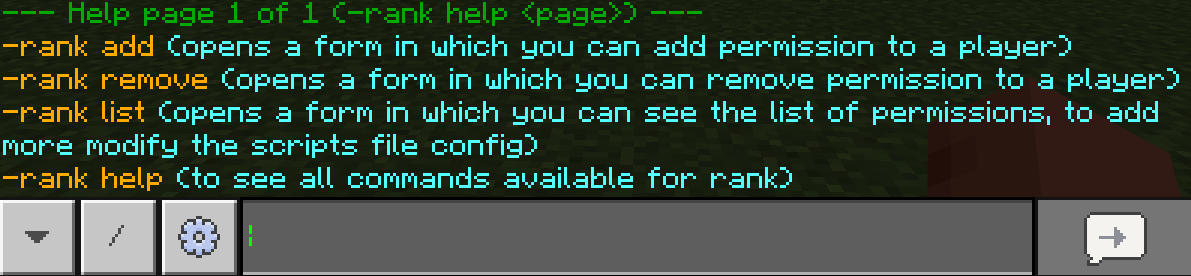 --- Help page 1 of 1 (-rank help <page>) ---
-rank add (opens a form in which you can add permission to a player)
-rank remove (opens a form in which you can remove permission to a player)
-rank list (opens a form in which you can see the list of permissions, to add
more modify the scripts file config)
-rank help (to see all commands available for rank)
/